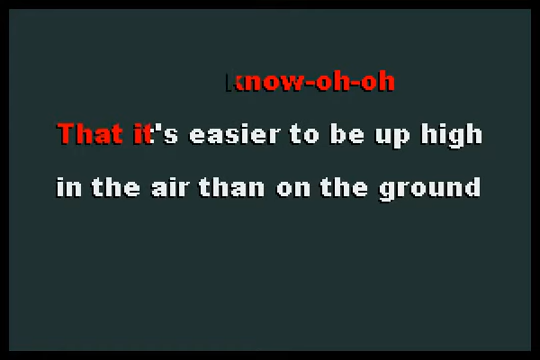 know-oh-oh
That it's easier to be up high
in the air than on the ground